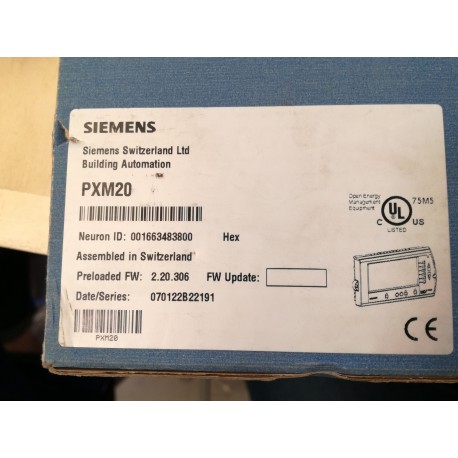 SIEMENS
Siemens Switzerland Ltd
Building Automation
PXM20
Neuron ID: 001663483800 Hex
Assembled in Switzerland
Preloaded FW: 2.20.306 FW Update:
Date/Series: 070122B22191
PXM20
Open Energy
Management
Equipment
75M5
C UL US
LISTED
CE